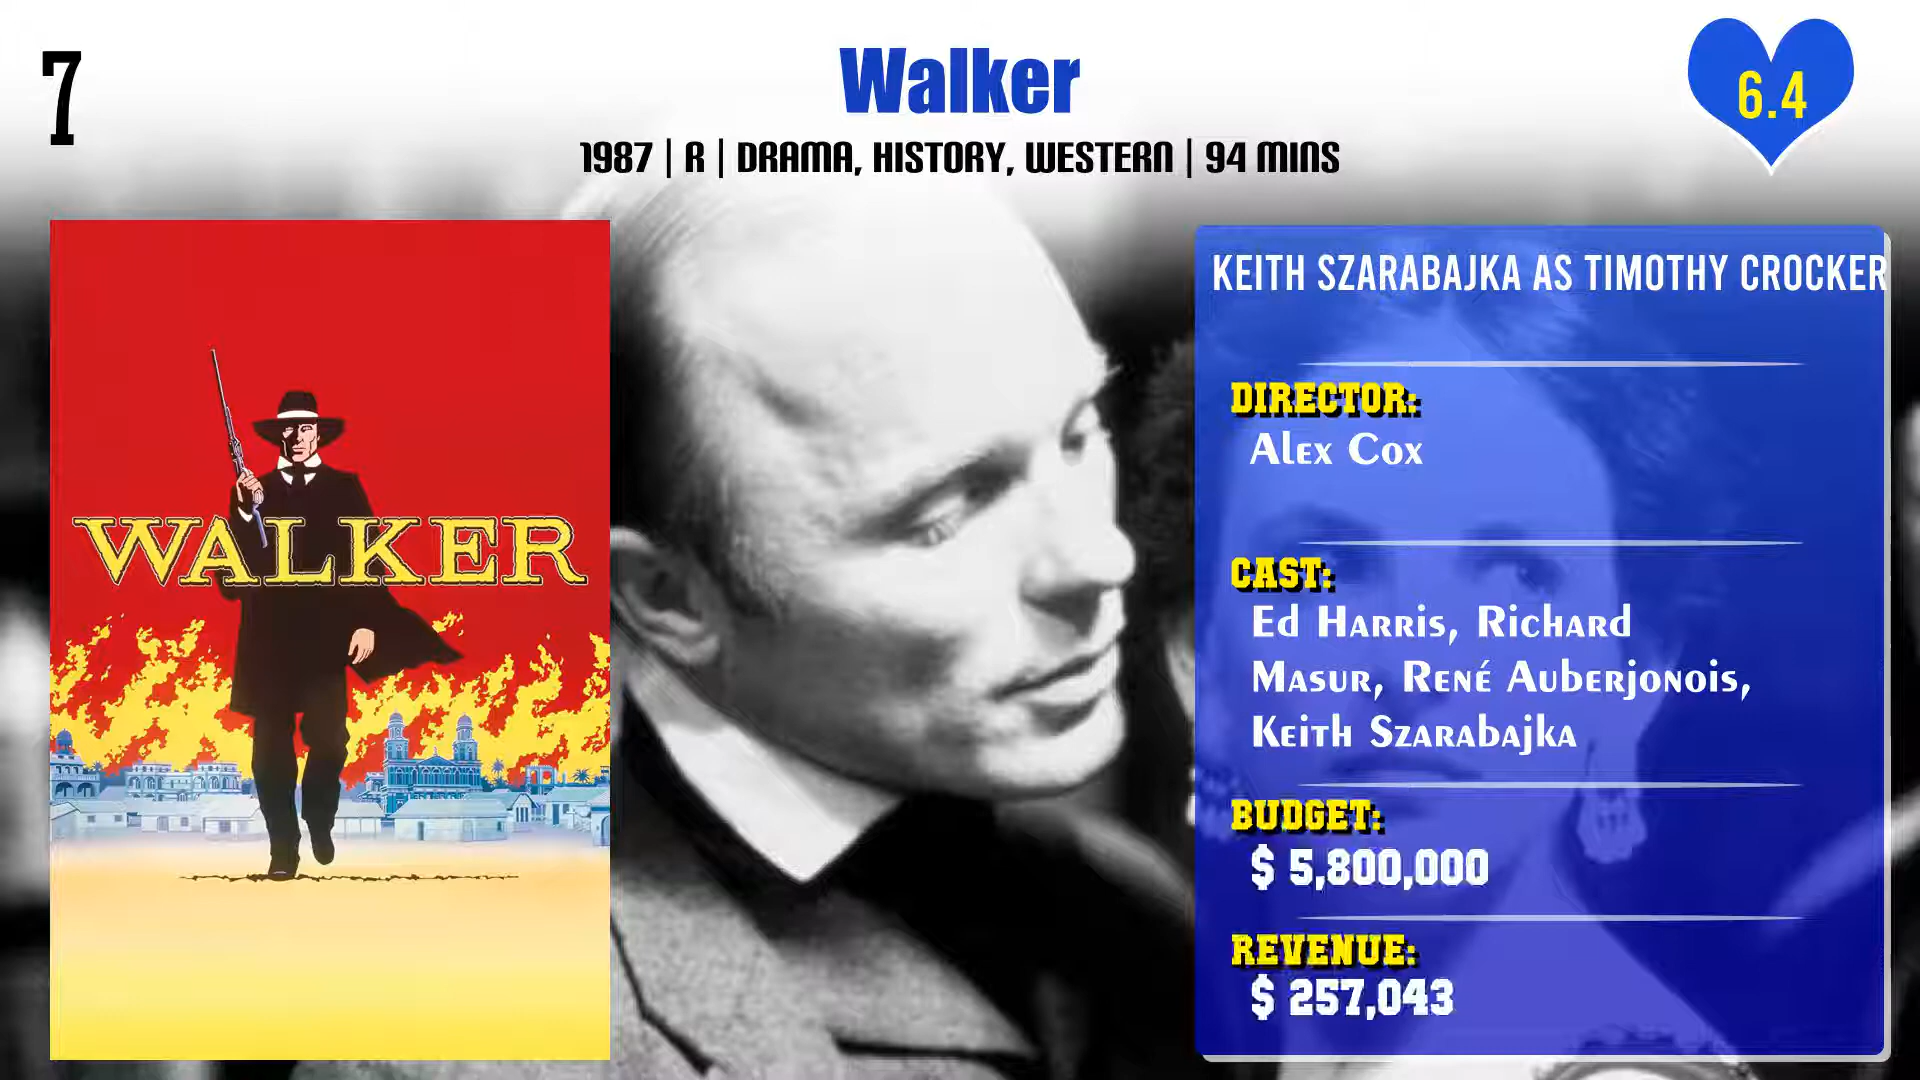 7
Walker
6.4
1987 | R | DRAMA, HISTORY, WESTERN | 94 MINS
WALKER
KEITH SZARABAJKA AS TIMOTHY CROCKER
DIRECTOR:
Alex Cox
CAST:
Ed Harris, Richard
Masur, René Auberjonois,
Keith Szarabajka
BUDGET:
$ 5,800,000
REVENUE:
$ 257,043